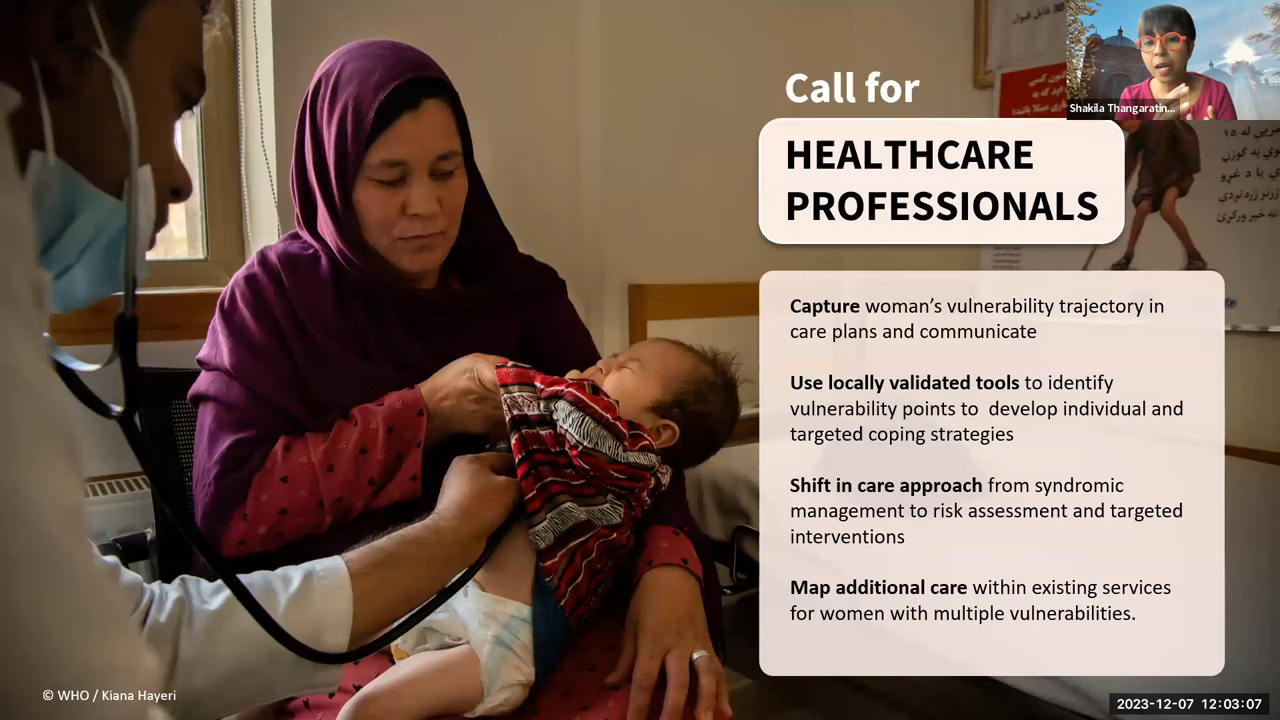 Call for
HEALTHCARE
PROFESSIONALS
Shakila Thangaratin...
Capture woman’s vulnerability trajectory in
care plans and communicate
Use locally validated tools to identify
vulnerability points to  develop individual and
targeted coping strategies
Shift in care approach from syndromic
management to risk assessment and targeted
interventions
Map additional care within existing services
for women with multiple vulnerabilities.
© WHO / Kiana Hayeri
2023-12-07 12:03:07